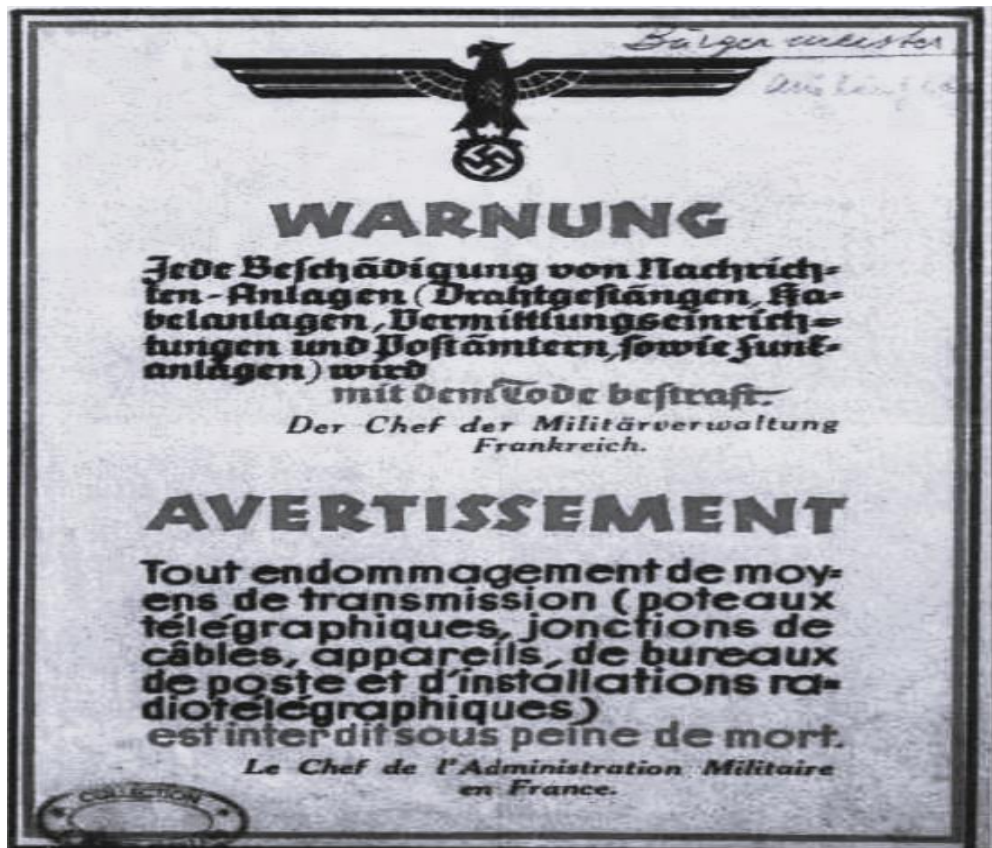 Bürgermeister
WARNUNG
Jede Beschädigung von Nachrich-
ten-Anlagen (Drahtgestängen, Ka-
belanlagen, Vermittlungseinrich-
tungen und Postämtern, sowie Funk-
anlagen) wird
mit dem Tode bestraft.
Der Chef der Militärverwaltung
Frankreich.
AVERTISSEMENT
Tout endommagement de moy-
ens de transmission (poteaux
télégraphiques, jonctions de
câbles, appareils, de bureaux
de poste et d'installations ra-
diotélégraphiques)
est interdit sous peine de mort.
Le Chef de l'Administration Militaire
en France.
COLLECTION